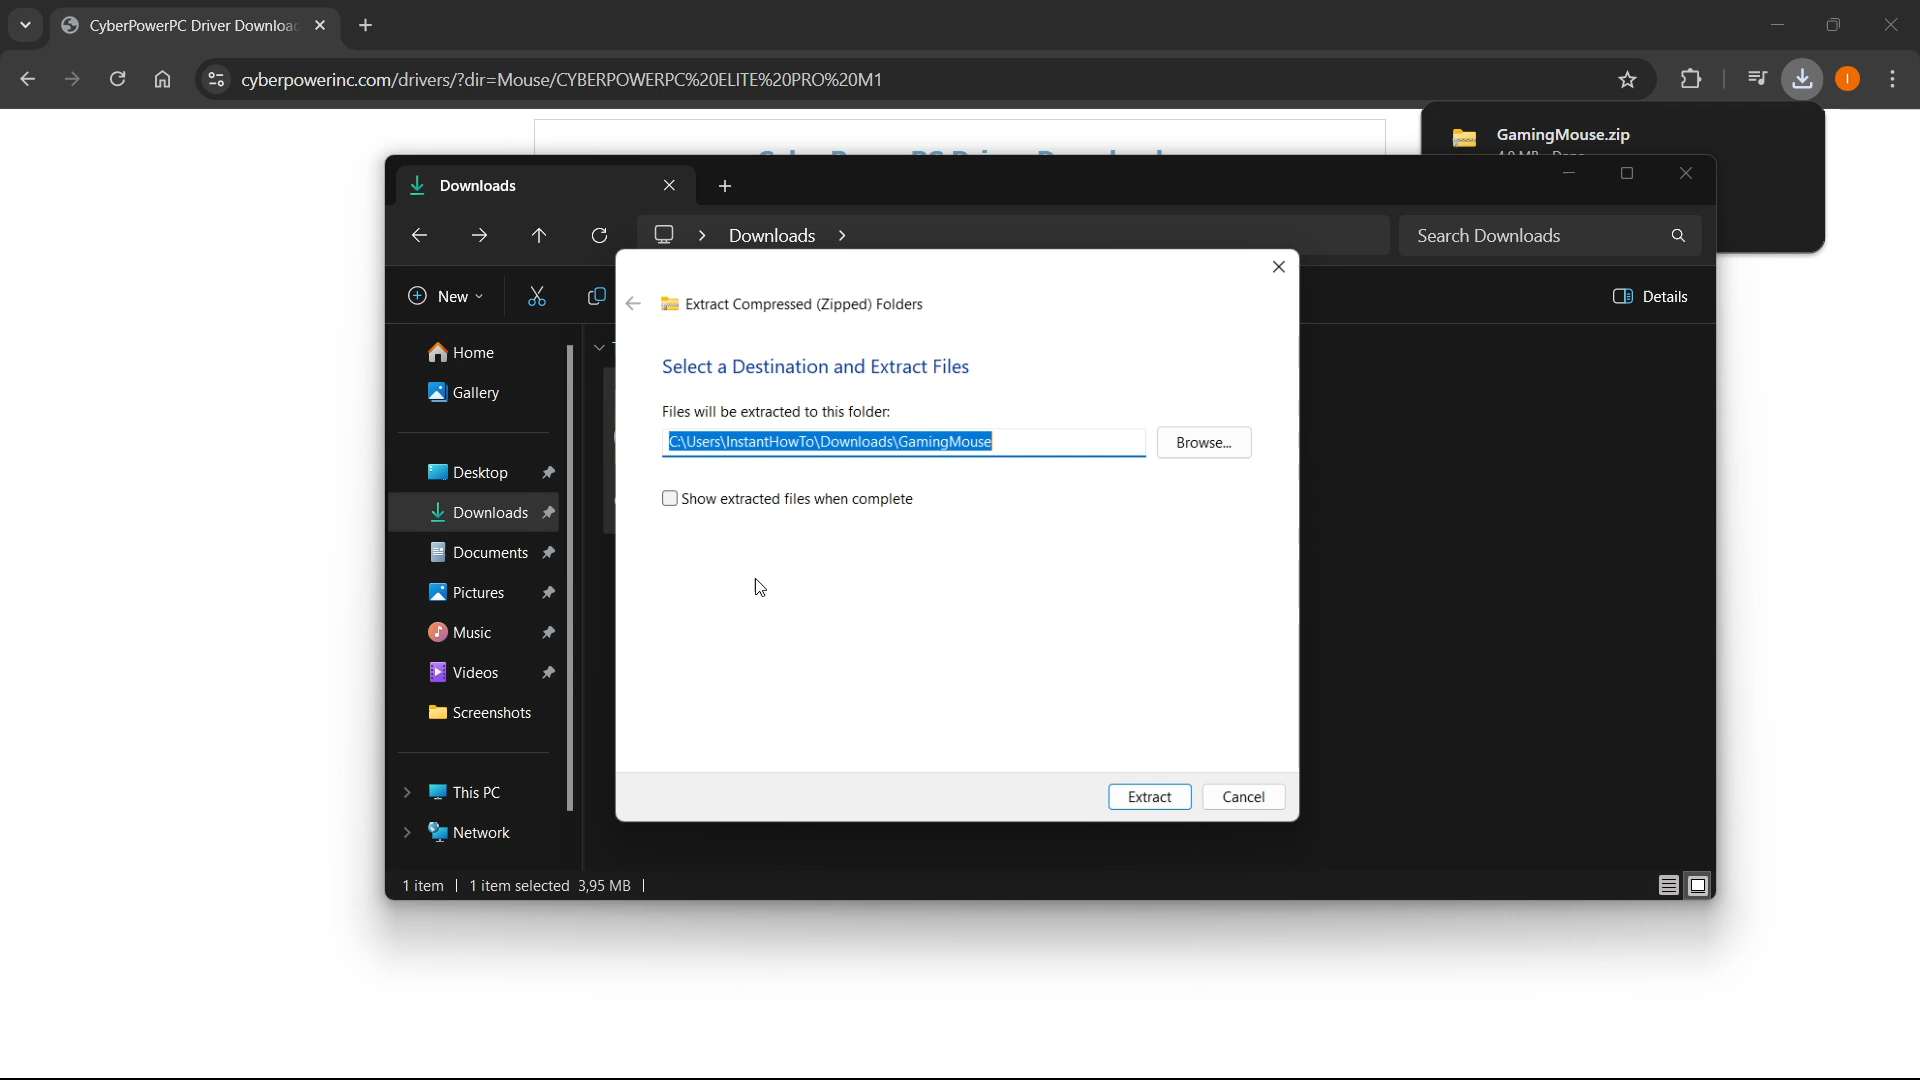 CyberPowerPC Driver Downloa
cyberpowerinc.com/drivers/?dir=Mouse/CYBERPOWERPC%20ELITE%20PRO%20M1
I
GamingMouse.zip
Downloads
Downloads
Search Downloads
New
Details
Extract Compressed (Zipped) Folders
Select a Destination and Extract Files
Files will be extracted to this folder:
C:\Users\InstantHowTo\Downloads\GamingMouse
Browse...
Show extracted files when complete
Home
Gallery
Desktop
Downloads
Documents
Pictures
Music
Videos
Screenshots
This PC
Network
Extract
Cancel
1 item
1 item selected 3,95 MB